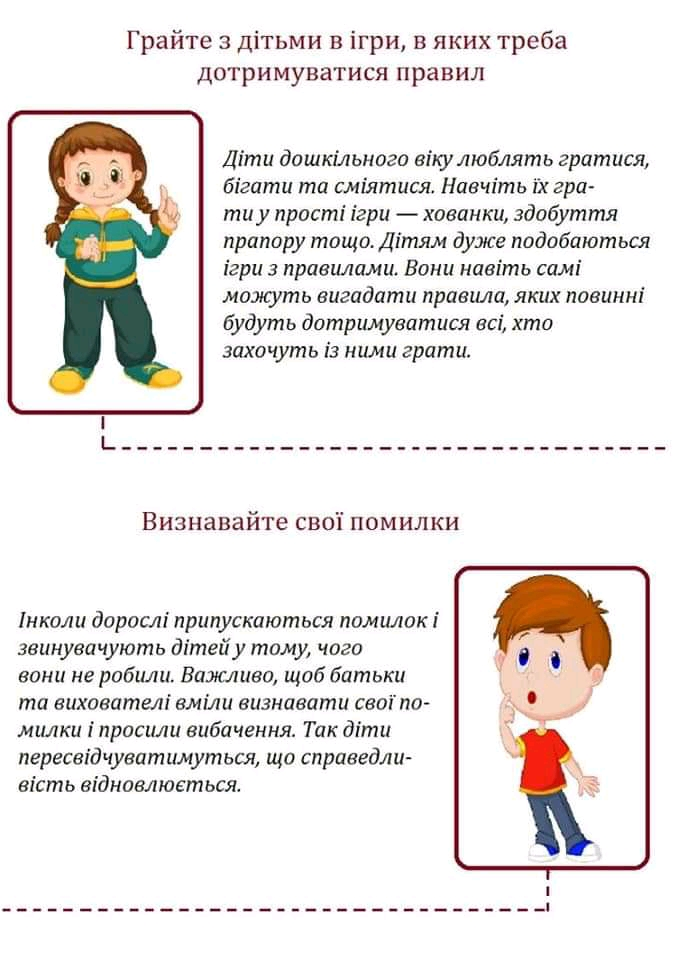 Грайте з дітьми в ігри, в яких треба
дотримуватися правил
Діти дошкільного віку люблять гратися,
бігати та сміятися. Навчіть їх гра-
ти у прості ігри — хованки, здобуття
прапору тощо. Дітям дуже подобаються
ігри з правилами. Вони навіть самі
можуть вигадати правила, яких повинні
будуть дотримуватися всі, хто
захочуть із ними грати.
Визнавайте свої помилки
Інколи дорослі припускаються помилок і
звинувачують дітей у тому, чого
вони не робили. Важливо, щоб батьки
та вихователі вміли визнавати свої по-
милки і просили вибачення. Так діти
пересвідчуватимуться, що справедли-
вість відновлюється.